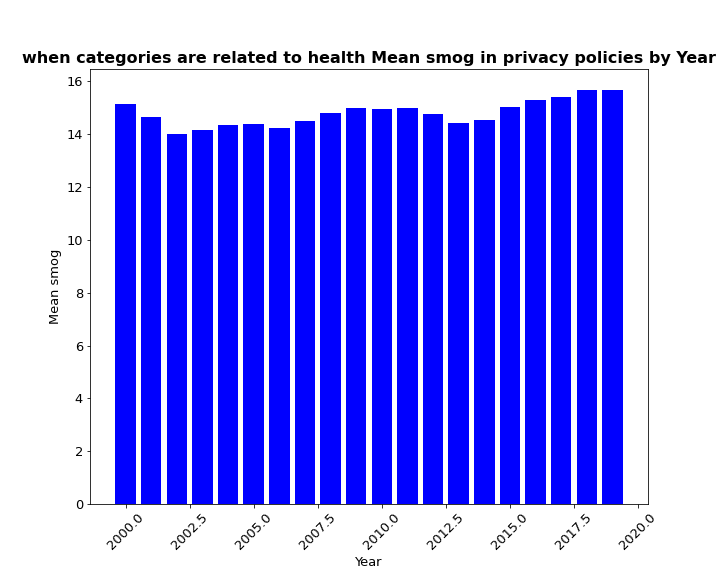 when categories are related to health Mean smog in privacy policies by Year
16
14
12
10
8
6
4
2
0
Mean smog
2000.0 2002.5 2005.0 2007.5 2010.0 2012.5 2015.0 2017.5 2020.0
Year